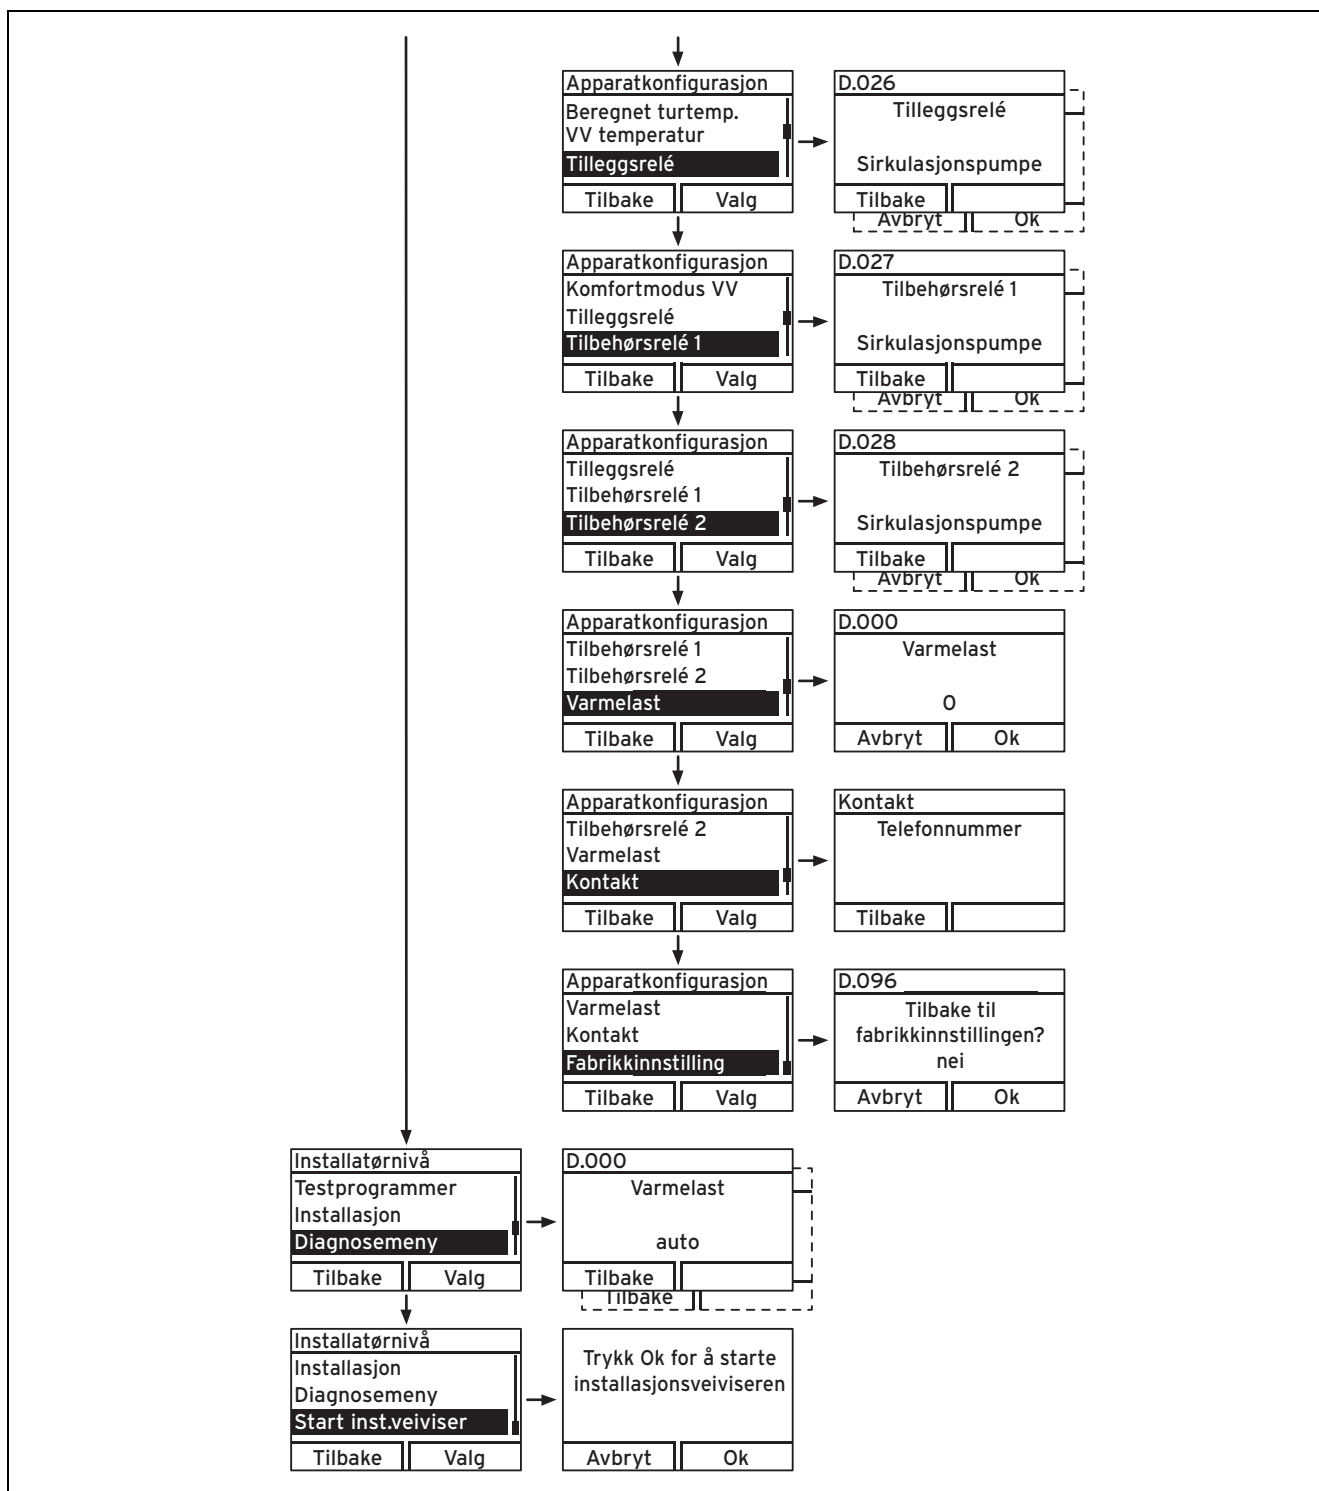 Apparatkonfigurasjon
Beregnet turtemp.
VV temperatur
Tilleggsrelé
Tilbake Valg
D.026
Tilleggsrelé
Sirkulasjonspumpe
Tilbake
Avbryt Ok
Apparatkonfigurasjon
Komfortmodus VV
Tilleggsrelé
Tilbehørsrelé 1
Tilbake Valg
D.027
Tilbehørsrelé 1
Sirkulasjonspumpe
Tilbake
Avbryt Ok
Apparatkonfigurasjon
Tilleggsrelé
Tilbehørsrelé 1
Tilbehørsrelé 2
Tilbake Valg
D.028
Tilbehørsrelé 2
Sirkulasjonspumpe
Tilbake
Avbryt Ok
Apparatkonfigurasjon
Tilbehørsrelé 1
Tilbehørsrelé 2
Varmelast
Tilbake Valg
D.000
Varmelast
0
Avbryt Ok
Apparatkonfigurasjon
Tilbehørsrelé 2
Varmelast
Kontakt
Tilbake Valg
Kontakt
Telefonnummer
Tilbake
Apparatkonfigurasjon
Varmelast
Kontakt
Fabrikkinnstilling
Tilbake Valg
D.096
Tilbake til
fabrikkinnstillingen?
nei
Avbryt Ok
Installatørnivå
Testprogrammer
Installasjon
Diagnosemeny
Tilbake Valg
D.000
Varmelast
auto
Tilbake
Tilbake
Installatørnivå
Installasjon
Diagnosemeny
Start inst.veiviser
Tilbake Valg
Trykk Ok for å starte
installasjonsveiviseren
Avbryt Ok